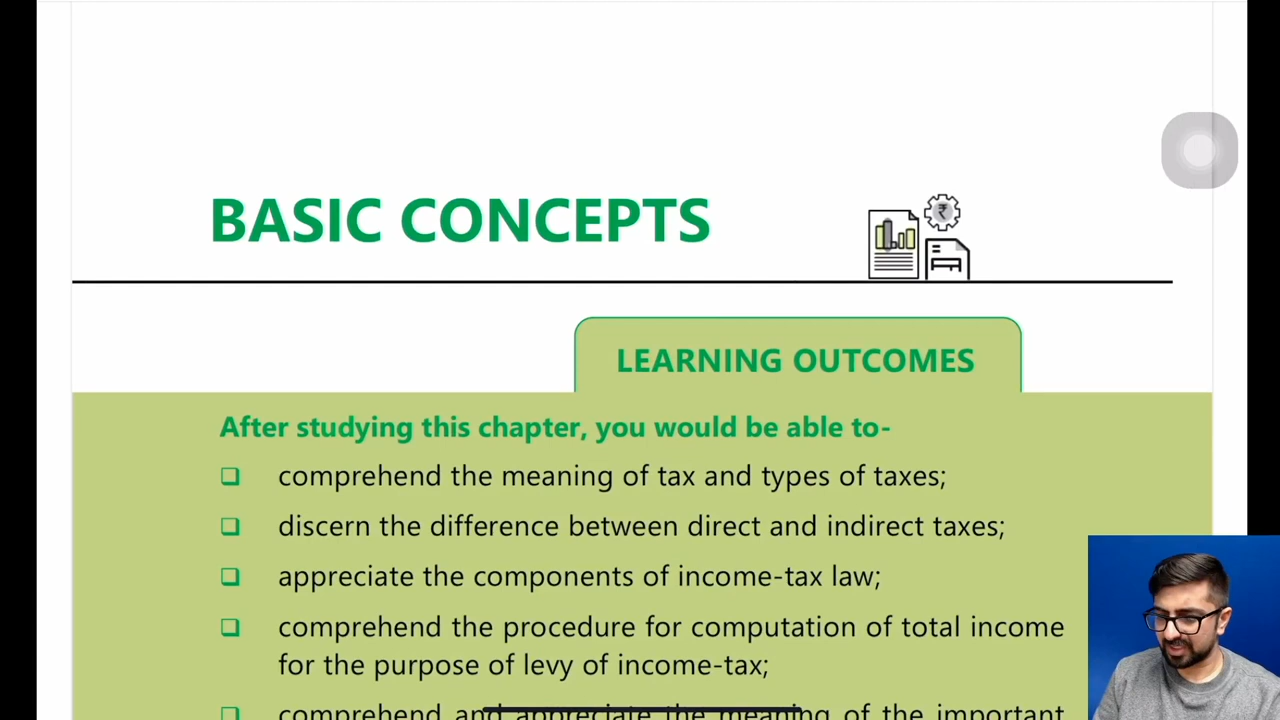 BASIC CONCEPTS
₹
LEARNING OUTCOMES
After studying this chapter, you would be able to-
❑ comprehend the meaning of tax and types of taxes;
❑ discern the difference between direct and indirect taxes;
❑ appreciate the components of income-tax law;
❑ comprehend the procedure for computation of total income
for the purpose of levy of income-tax;
❑ comprehend and appreciate the meaning of the important